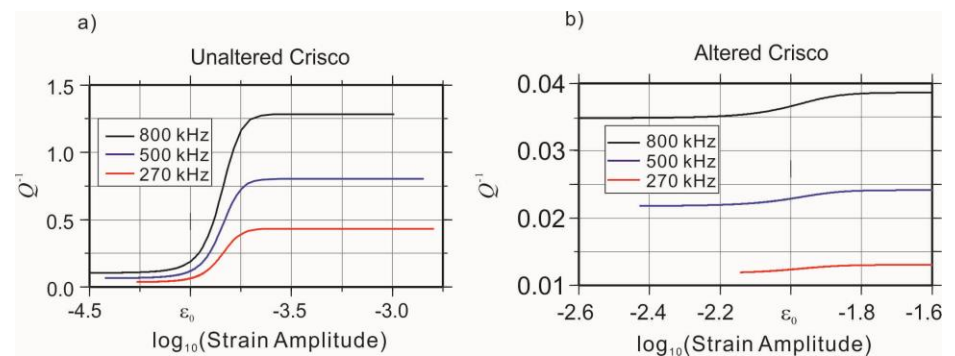 a)
Unaltered Crisco
1.5
1.0
0.5
0.0
Q⁻¹
800 kHz
500 kHz
270 kHz
-4.5 ε₀ -3.5 -3.0
log₁₀(Strain Amplitude)
b)
Altered Crisco
0.04
0.03
0.02
0.01
Q⁻¹
800 kHz
500 kHz
270 kHz
-2.6 -2.4 -2.2 ε₀ -1.8 -1.6
log₁₀(Strain Amplitude)